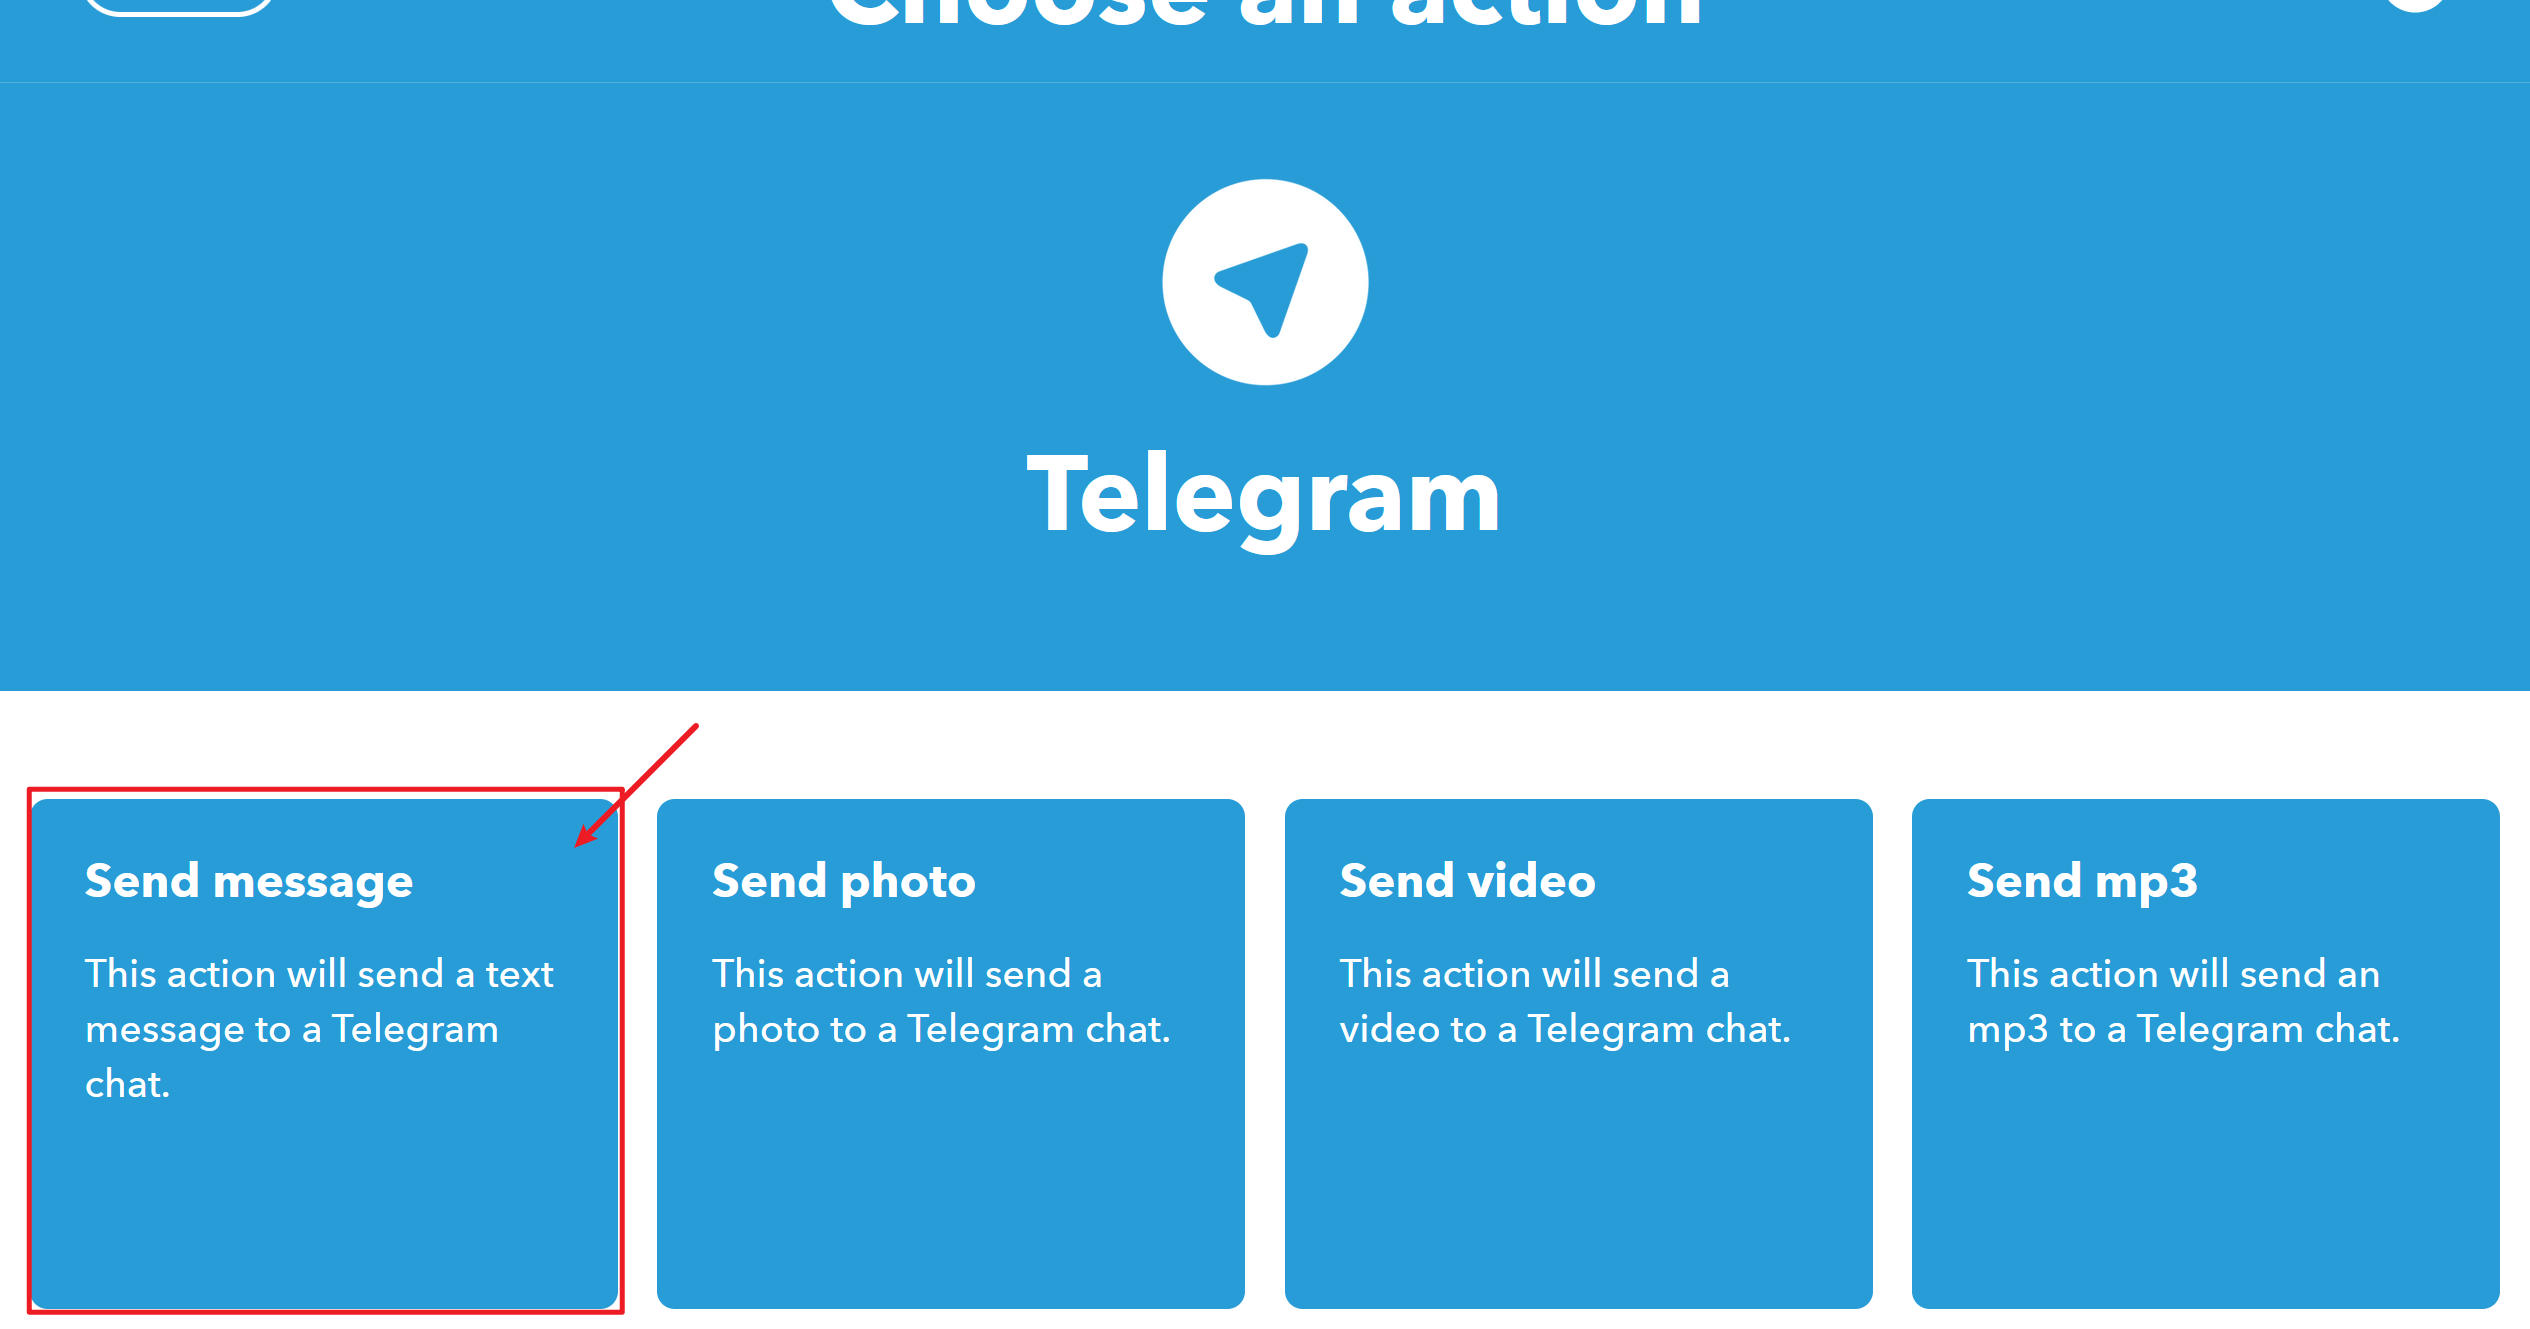 Choose an action
Telegram
Send message
This action will send a text
message to a Telegram
chat.
Send photo
This action will send a
photo to a Telegram chat.
Send video
This action will send a
video to a Telegram chat.
Send mp3
This action will send an
mp3 to a Telegram chat.